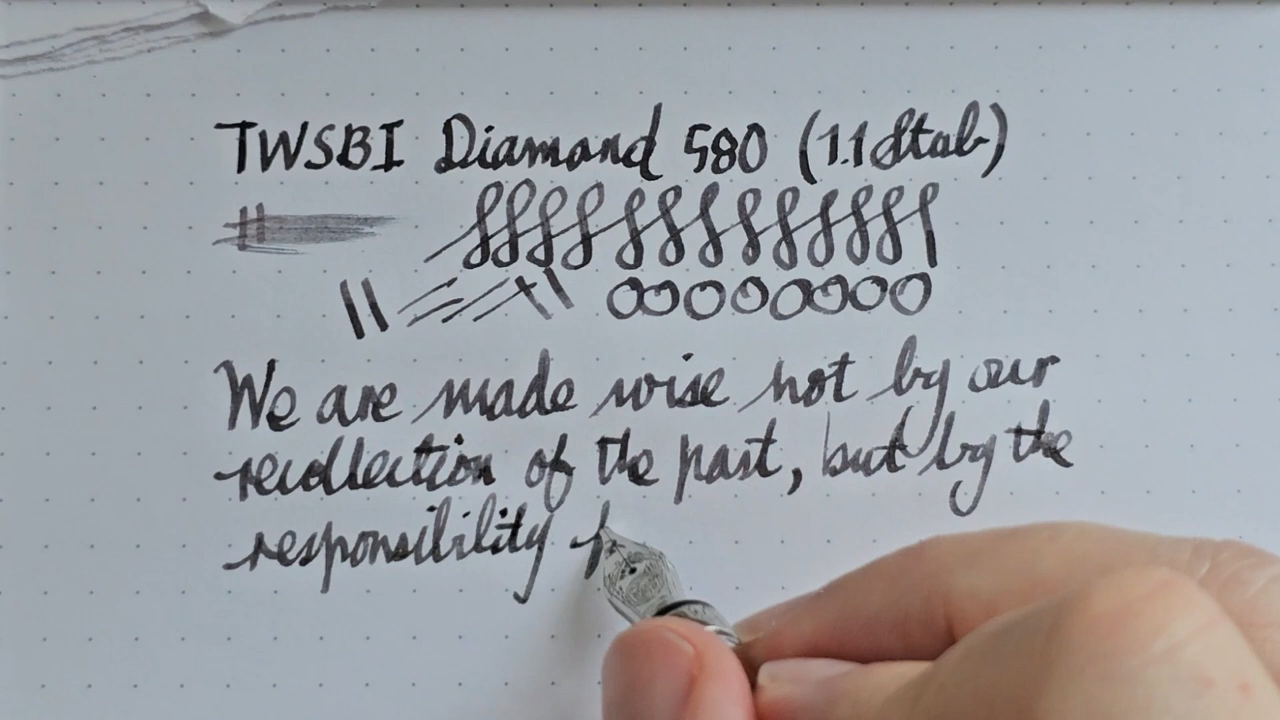 TWSBI Diamond 580 (1.1 Stub)
We are made wise not by our
recollection of the past, but by the
responsibility f